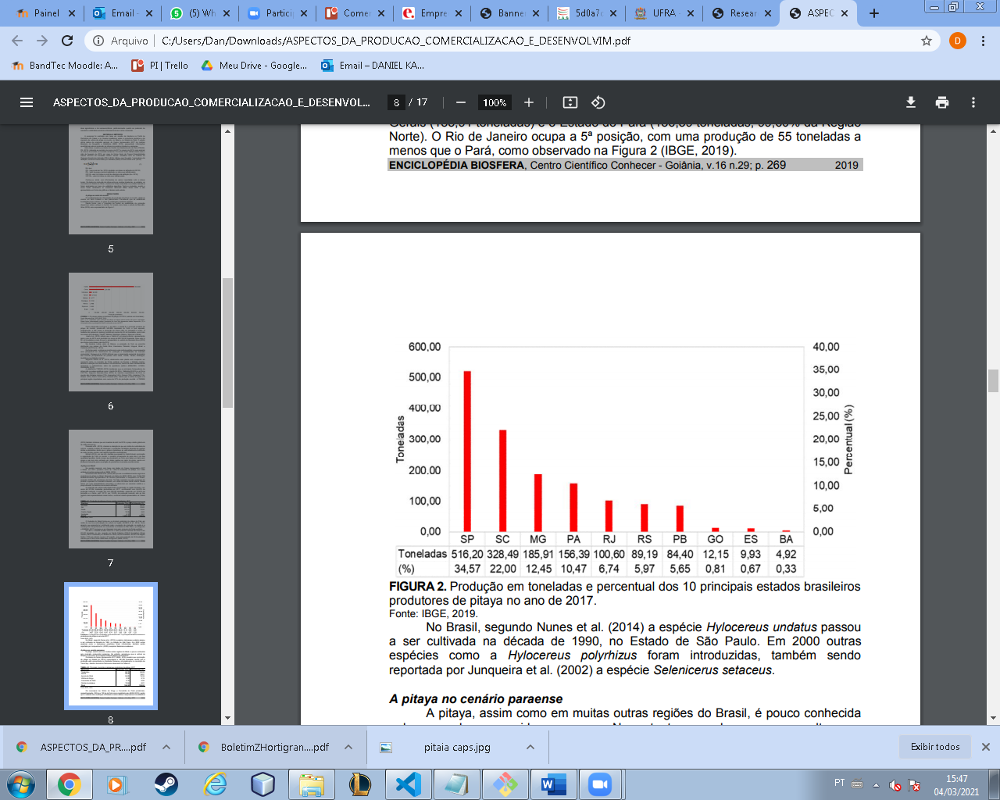 Painel
Email -
(5) Wh
Particip
Comer
Empre
Banner
5d0a7c
UFRA -
Resear
ASPEC
Arquivo
C:/Users/Dan/Downloads/ASPECTOS_DA_PRODUCAO_COMERCIALIZACAO_E_DESENVOLVIM.pdf
D
BandTec Moodle: A...
PI | Trello
Meu Drive - Google...
Email – DANIEL KA...
ASPECTOS_DA_PRODUCAO_COMERCIALIZACAO_E_DESENVOL...
8 / 17
100%
5
6
7
8
Norte). O Rio de Janeiro ocupa a 5ª posição, com uma produção de 55 toneladas a
menos que o Pará, como observado na Figura 2 (IBGE, 2019).
ENCICLOPÉDIA BIOSFERA, Centro Científico Conhecer - Goiânia, v.16 n.29; p. 269 2019
600,00
500,00
400,00
300,00
200,00
100,00
0,00
Toneladas
40,00
35,00
30,00
25,00
20,00
15,00
10,00
5,00
0,00
Percentual (%)
SP SC MG PA RJ RS PB GO ES BA
Toneladas 516,20 328,49 185,91 156,39 100,60 89,19 84,40 12,15 9,93 4,92
(%) 34,57 22,00 12,45 10,47 6,74 5,97 5,65 0,81 0,67 0,33
FIGURA 2. Produção em toneladas e percentual dos 10 principais estados brasileiros
produtores de pitaya no ano de 2017.
Fonte: IBGE, 2019.
No Brasil, segundo Nunes et al. (2014) a espécie Hylocereus undatus passou
a ser cultivada na década de 1990, no Estado de São Paulo. Em 2000 outras
espécies como a Hylocereus polyrhizus foram introduzidas, também sendo
reportada por Junqueira et al. (2002) a espécie Selenicerus setaceus.
A pitaya no cenário paraense
A pitaya, assim como em muitas outras regiões do Brasil, é pouco conhecida
ASPECTOS_DA_PR....pdf
BoletimZHortigran....pdf
pitaia caps.jpg
Exibir todos
PT
15:47
04/03/2021